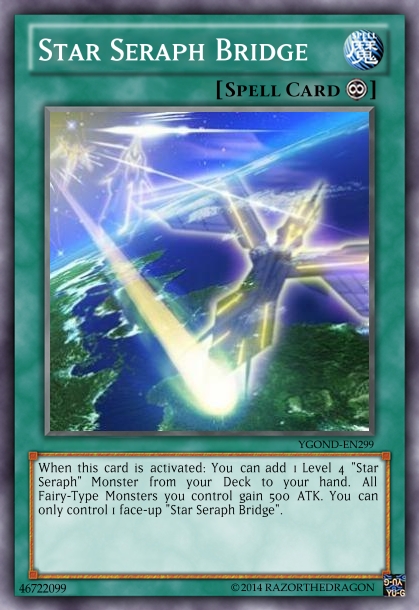 STAR SERAPH BRIDGE
魔
[SPELL CARD ]
YGOND-EN299
When this card is activated: You can add 1 Level 4 "Star
Seraph" Monster from your Deck to your hand. All
Fairy-Type Monsters you control gain 500 ATK. You can
only control 1 face-up "Star Seraph Bridge".
46722099
©2014 RAZORTHEDRAGON
YU-G